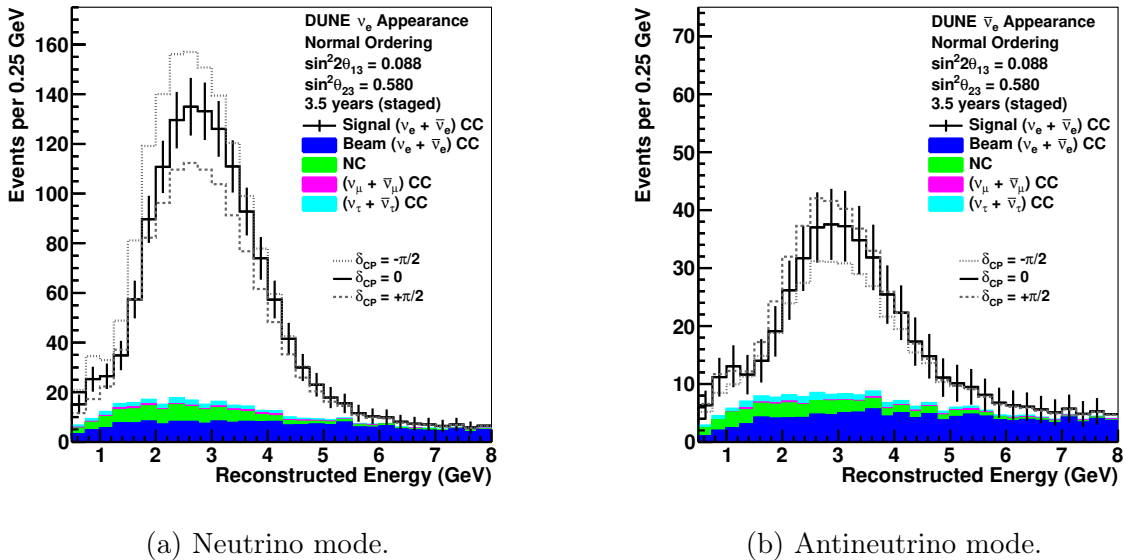 DUNE νe Appearance
Normal Ordering
sin²2θ13 = 0.088
sin²θ23 = 0.580
3.5 years (staged)
Signal (νe + ν̄e) CC
Beam (νe + ν̄e) CC
NC
(νμ + ν̄μ) CC
(ντ + ν̄τ) CC
δCP = -π/2
δCP = 0
δCP = +π/2
Events per 0.25 GeV
160
140
120
100
80
60
40
20
0
1 2 3 4 5 6 7 8
Reconstructed Energy (GeV)
(a) Neutrino mode.
DUNE ν̄e Appearance
Normal Ordering
sin²2θ13 = 0.088
sin²θ23 = 0.580
3.5 years (staged)
Signal (νe + ν̄e) CC
Beam (νe + ν̄e) CC
NC
(νμ + ν̄μ) CC
(ντ + ν̄τ) CC
δCP = -π/2
δCP = 0
δCP = +π/2
Events per 0.25 GeV
70
60
50
40
30
20
10
0
1 2 3 4 5 6 7 8
Reconstructed Energy (GeV)
(b) Antineutrino mode.